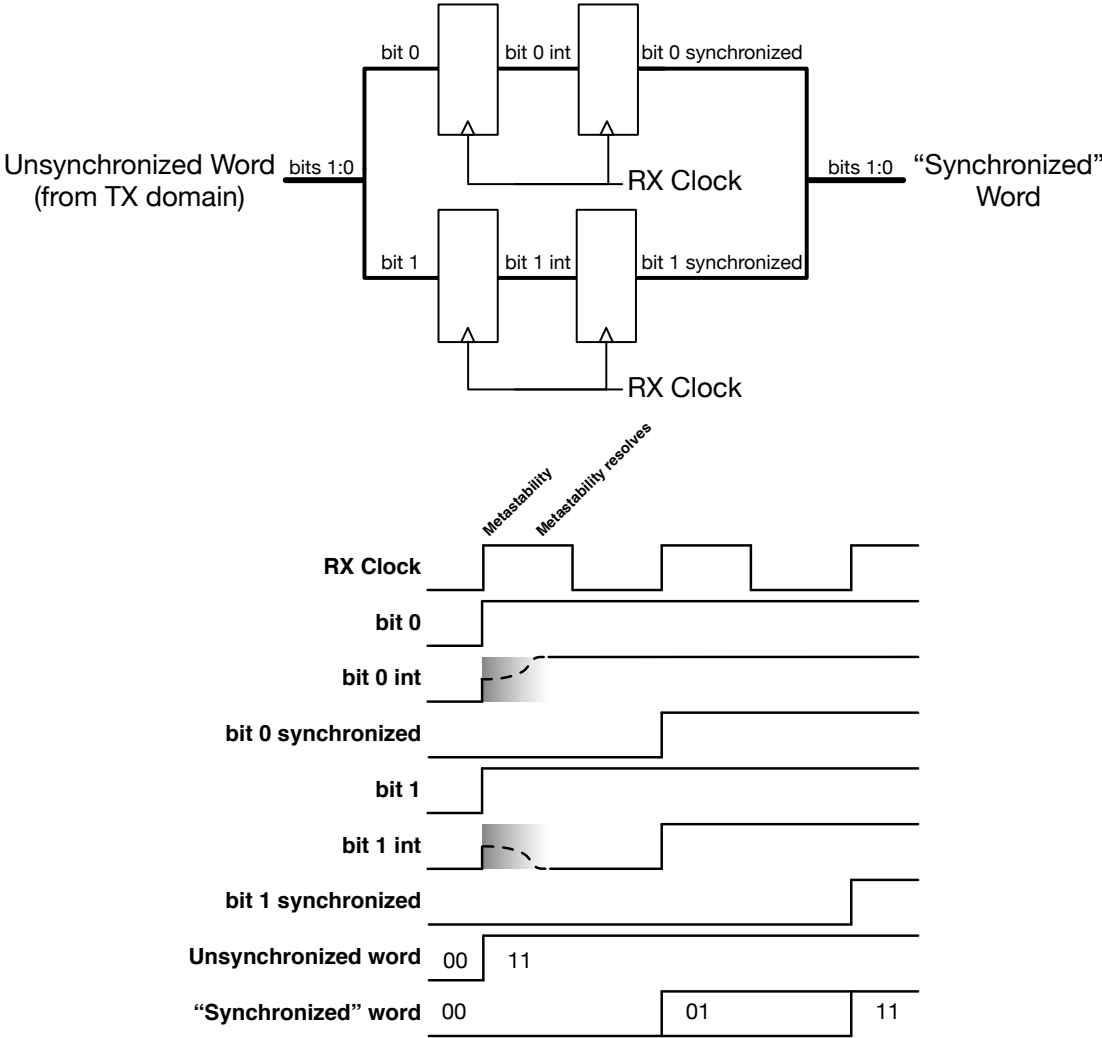 bit 0
bit 0 int
bit 0 synchronized
Unsynchronized Word
(from TX domain)
bits 1:0
RX Clock
bits 1:0
“Synchronized”
Word
bit 1
bit 1 int
bit 1 synchronized
RX Clock
Metastability
Metastability resolves
RX Clock
bit 0
bit 0 int
bit 0 synchronized
bit 1
bit 1 int
bit 1 synchronized
Unsynchronized word 00 11
“Synchronized” word 00 01 11